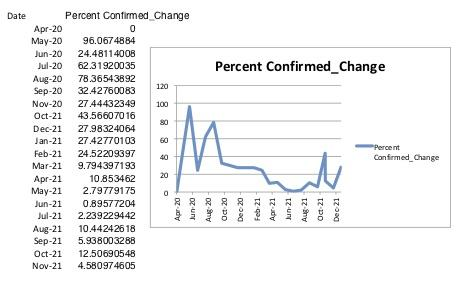 Date Percent Confirmed_Change
Apr-20 0
May-20 96.0674884
Jun-20 24.48114008
Jul-20 62.31920035
Aug-20 78.36543892
Sep-20 32.42760083
Nov-20 27.44432349
Oct-21 43.56607016
Dec-21 27.98324064
Jan-21 27.42770103
Feb-21 24.52209397
Mar-21 9.794397193
Apr-21 10.853462
May-21 2.79779175
Jun-21 0.89577204
Jul-21 2.239229442
Aug-21 10.44242618
Sep-21 5.938003288
Oct-21 12.50690548
Nov-21 4.580974605
Percent Confirmed_Change
120
100
80
60
40
20
0
Percent
Confirmed_Change
Apr-20
Jun-20
Aug-20
Oct-20
Dec-20
Feb-21
Apr-21
Jun-21
Aug-21
Oct-21
Dec-21